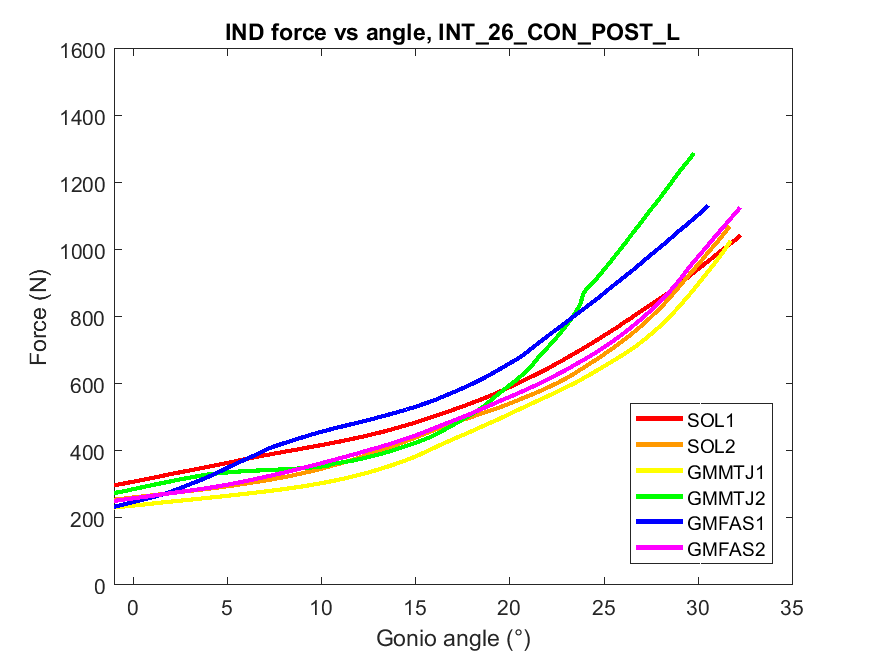 IND force vs angle, INT_26_CON_POST_L
1600
1400
1200
1000
800
600
400
200
0
Force (N)
0 5 10 15 20 25 30 35
Gonio angle (°)
SOL1
SOL2
GMMTJ1
GMMTJ2
GMFAS1
GMFAS2